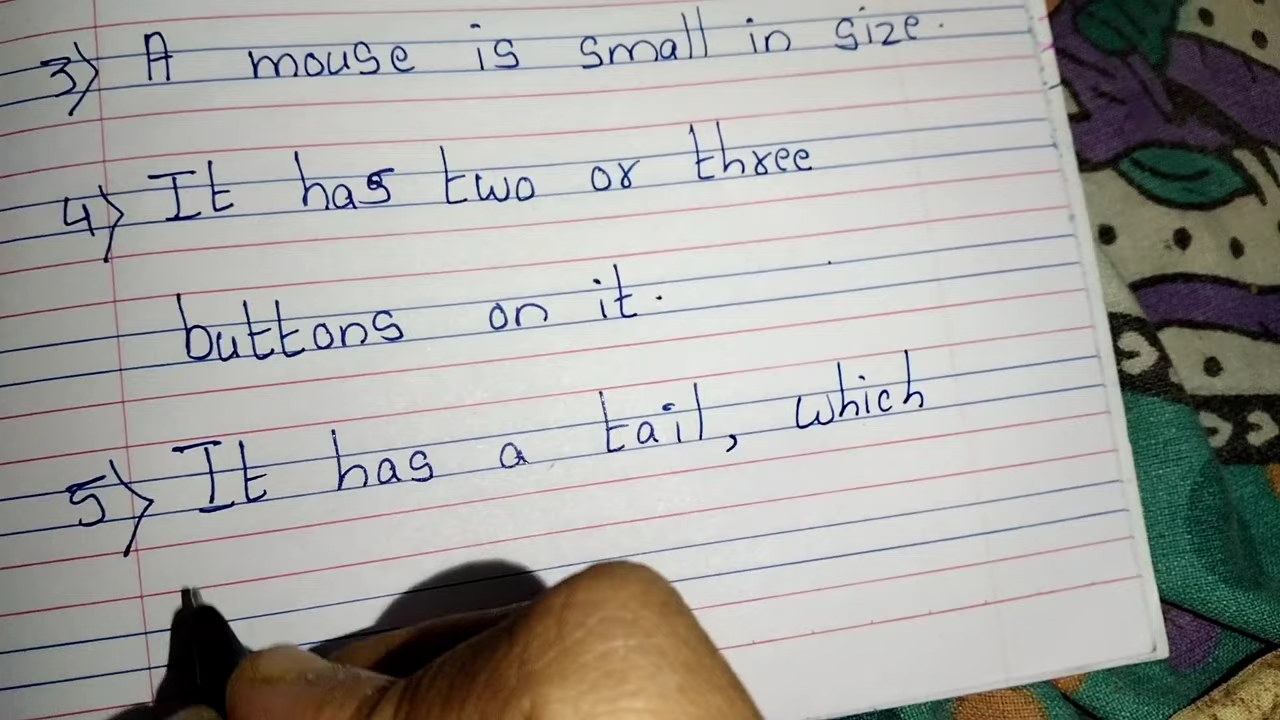 3) A mouse is small in size.
4) It has two or three
buttons on it.
5) It has a tail, which